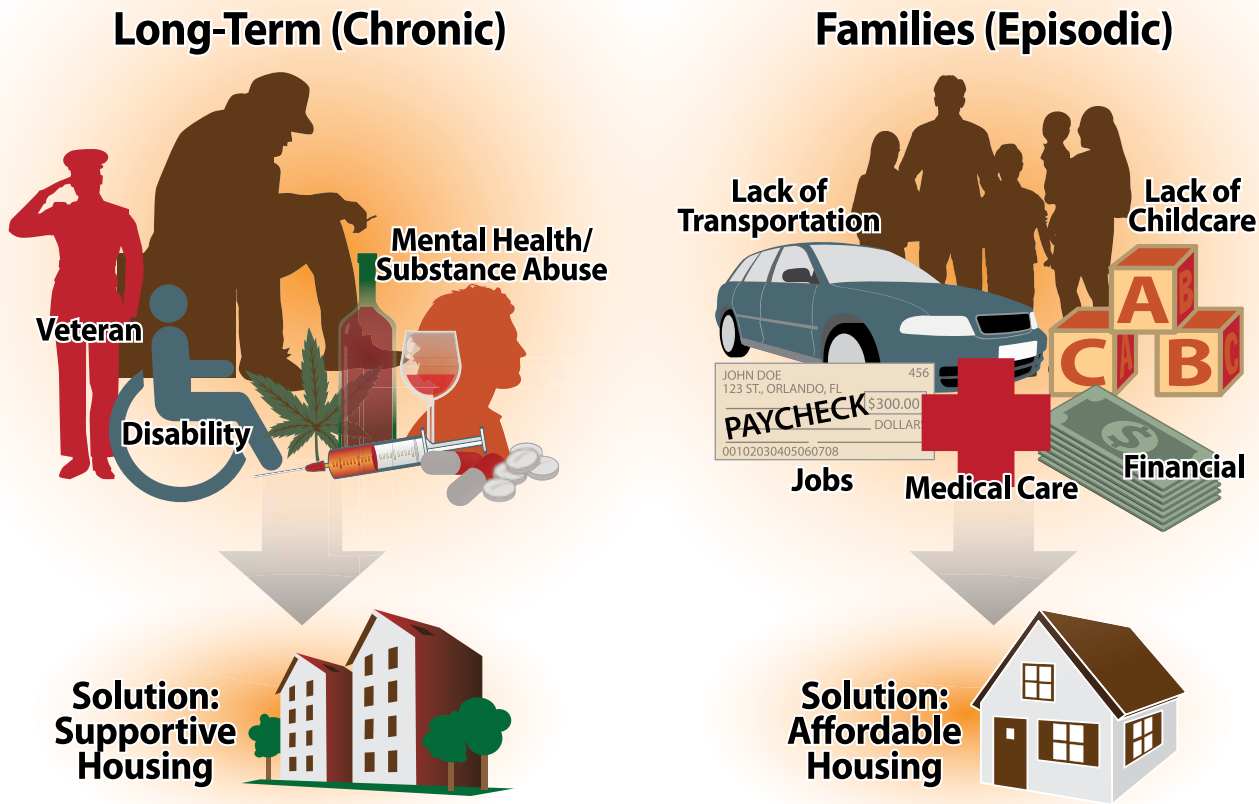 Long-Term (Chronic)
Veteran
Disability
Mental Health/
Substance Abuse
Solution:
Supportive
Housing
Families (Episodic)
Lack of
Transportation
Lack of
Childcare
A
B
C
A
B
C
JOHN DOE
456
123 ST., ORLANDO, FL
$300.00
PAYCHECK
DOLLAR
00102030405060708
$
Jobs
Medical Care
Financial
Solution:
Affordable
Housing